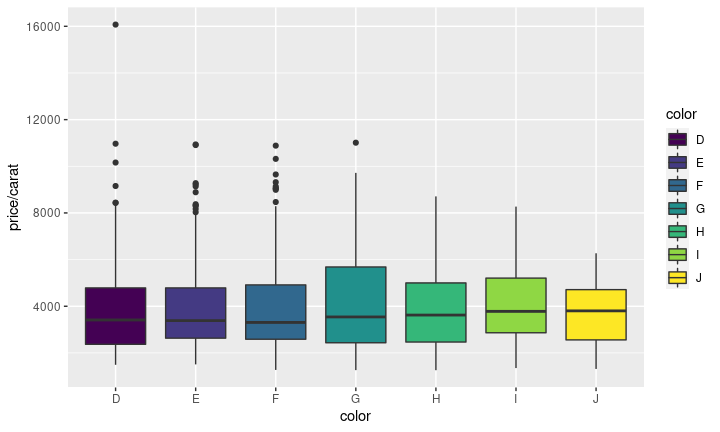 16000
12000
8000
4000
price/carat
D E F G H I J
color
color
D
E
F
G
H
I
J